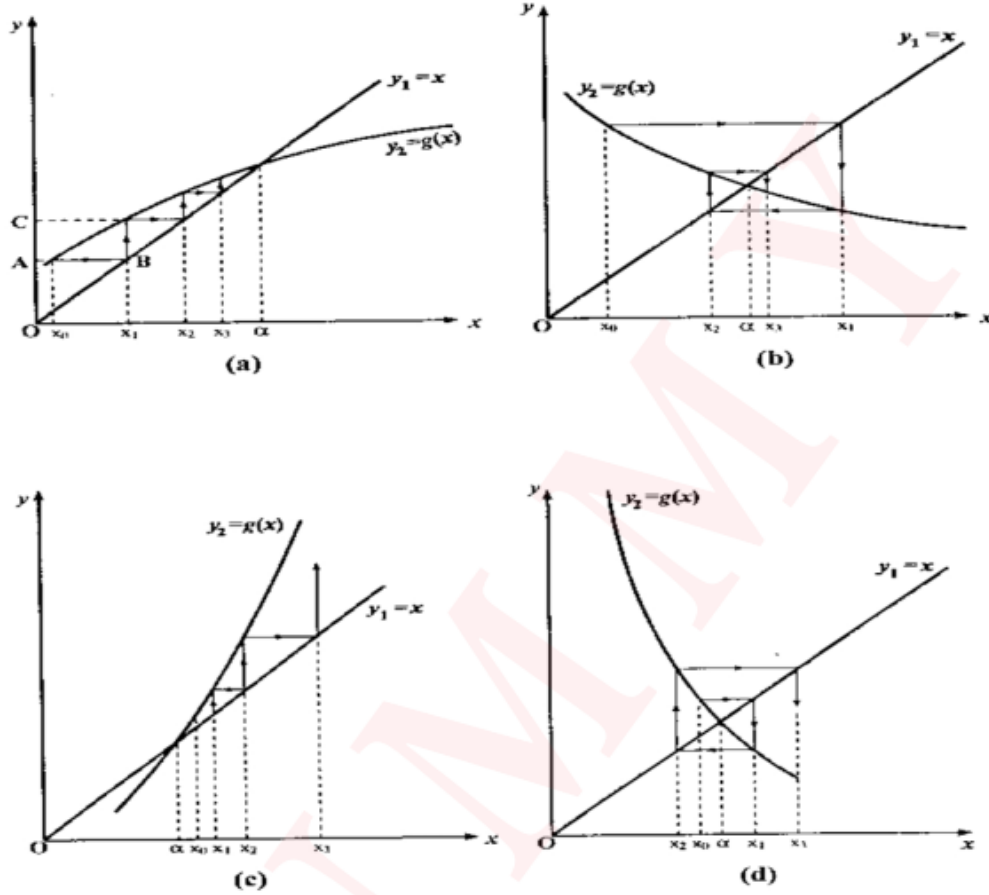 y
y₁ = x
y₂=g(x)
C
A
B
O
x₀
x₁
x₂
x₃
α
x
(a)
y
y₁ = x
y₂ = g(x)
O
x₀
x₂
α
x₃
x₁
x
(b)
y
y₂=g(x)
y₁ = x
O
α
x₀
x₁
x₂
x₃
x
(c)
y
y₂=g(x)
y₁ = x
O
x₂
x₀
α
x₁
x₃
x
(d)
IMMY